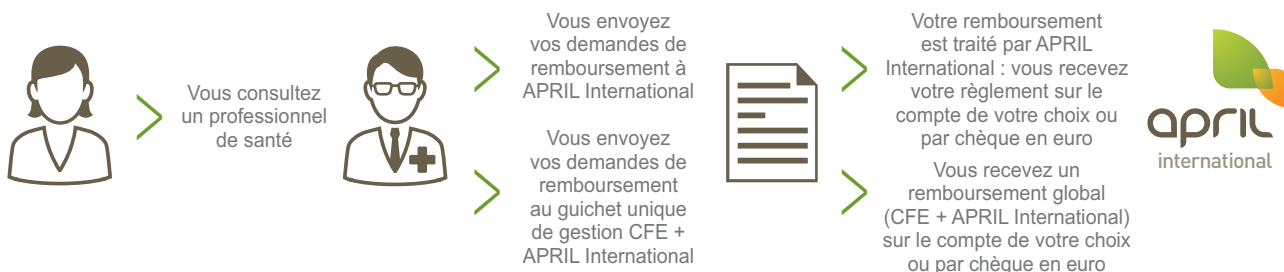 Vous consultez
un professionnel
de santé
Vous envoyez
vos demandes de
remboursement à
APRIL International
Vous envoyez
vos demandes de
remboursement
au guichet unique
de gestion CFE +
APRIL International
Votre remboursement
est traité par APRIL
International : vous recevez
votre règlement sur le
compte de votre choix ou
par chèque en euro
Vous recevez un
remboursement global
(CFE + APRIL International)
sur le compte de votre choix
ou par chèque en euro
april
international